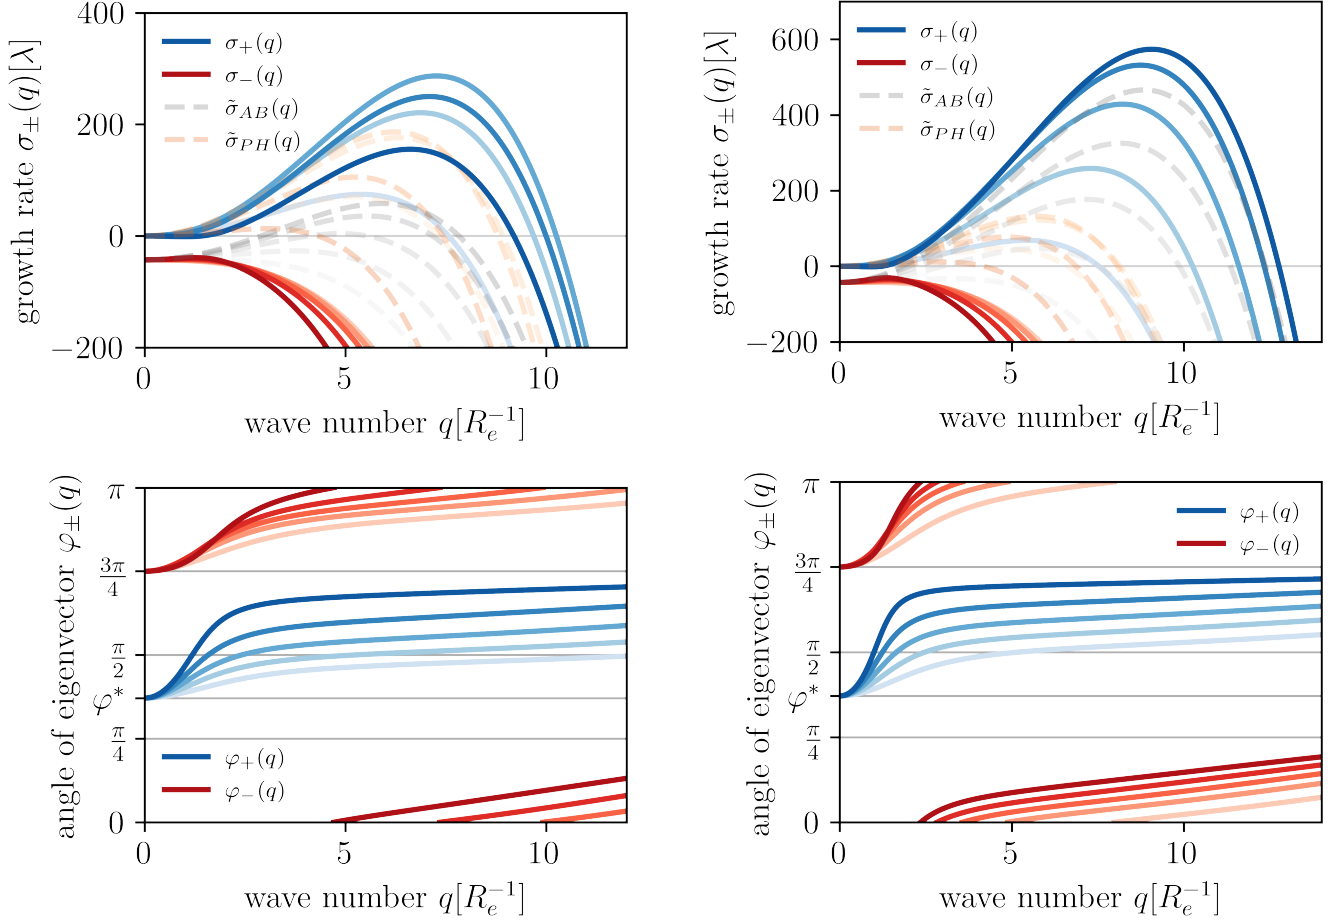 growth rate σ±(q)[λ]
400
200
0
−200
σ+(q)
σ−(q)
σ̃AB(q)
σ̃PH(q)
0 5 10
wave number q[Re−1]
growth rate σ±(q)[λ]
600
400
200
0
−200
σ+(q)
σ−(q)
σ̃AB(q)
σ̃PH(q)
0 5 10
wave number q[Re−1]
angle of eigenvector φ±(q)
π
3π/4
π/2
φ*
π/4
0
φ+(q)
φ−(q)
0 5 10
wave number q[Re−1]
angle of eigenvector φ±(q)
π
3π/4
π/2
φ*
π/4
0
φ+(q)
φ−(q)
0 5 10
wave number q[Re−1]